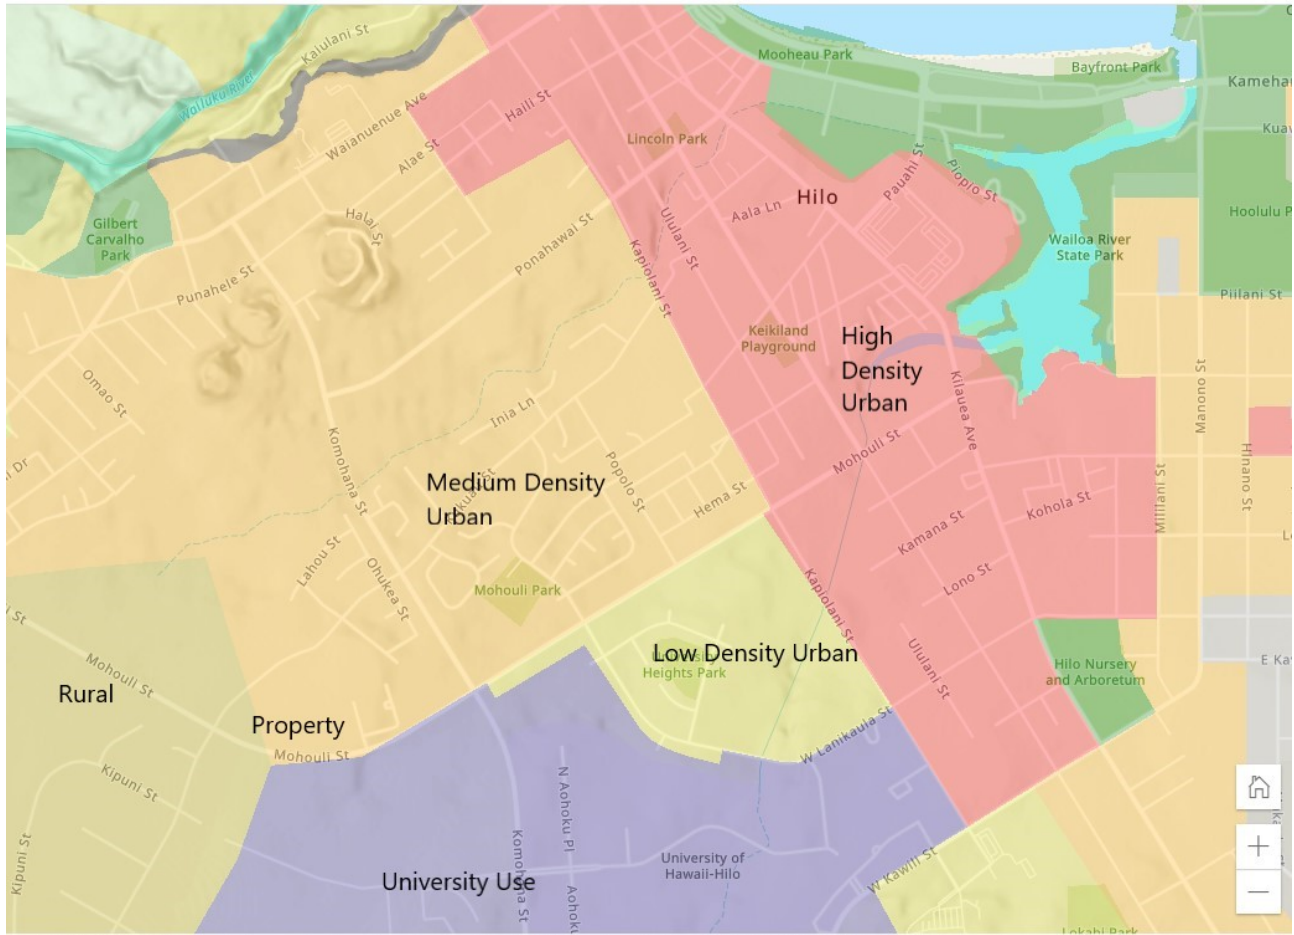 Kaiulani St
Wailuku River
Waianuenue Ave
Haili St
Alae St
Mooheau Park
Bayfront Park
Kameha
Kuav
Lincoln Park
Hilo
Pauahi St
Piopio St
Aala Ln
Ululani St
Kapiolani St
Gilbert
Carvalho
Park
Halai St
Ponahawai St
Punahele St
Hoolulu P
Wailoa River
State Park
Piilani St
Keikiland
Playground
High
Density
Urban
Omao St
Inia Ln
Komohana St
Kilauea Ave
Manono St
Mohouli St
Hinano St
Dr
Medium Density
Urban
Popolo St
Hema St
Mililani St
Kohola St
Kamana St
Lahou St
Ohukea St
Mohouli Park
Lono St
Kapiolani St
Low Density Urban
Heights Park
Ululani St
Hilo Nursery
and Arboretum
E Ka
Mohouli St
Rural
Property
Mohouli St
W Lanikaula St
Kipuni St
N Aohoku Pl
Komohana St
University of
Hawaii-Hilo
Kipuni St
University Use
Aohoku
W Kawili St
Lokahi Park